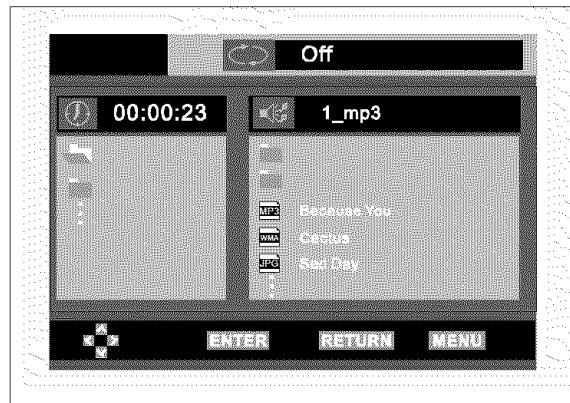 Off
00:00:23
1_mp3
MP3 Because You
WMA Cactus
JPG Sad Day
ENTER RETURN MENU